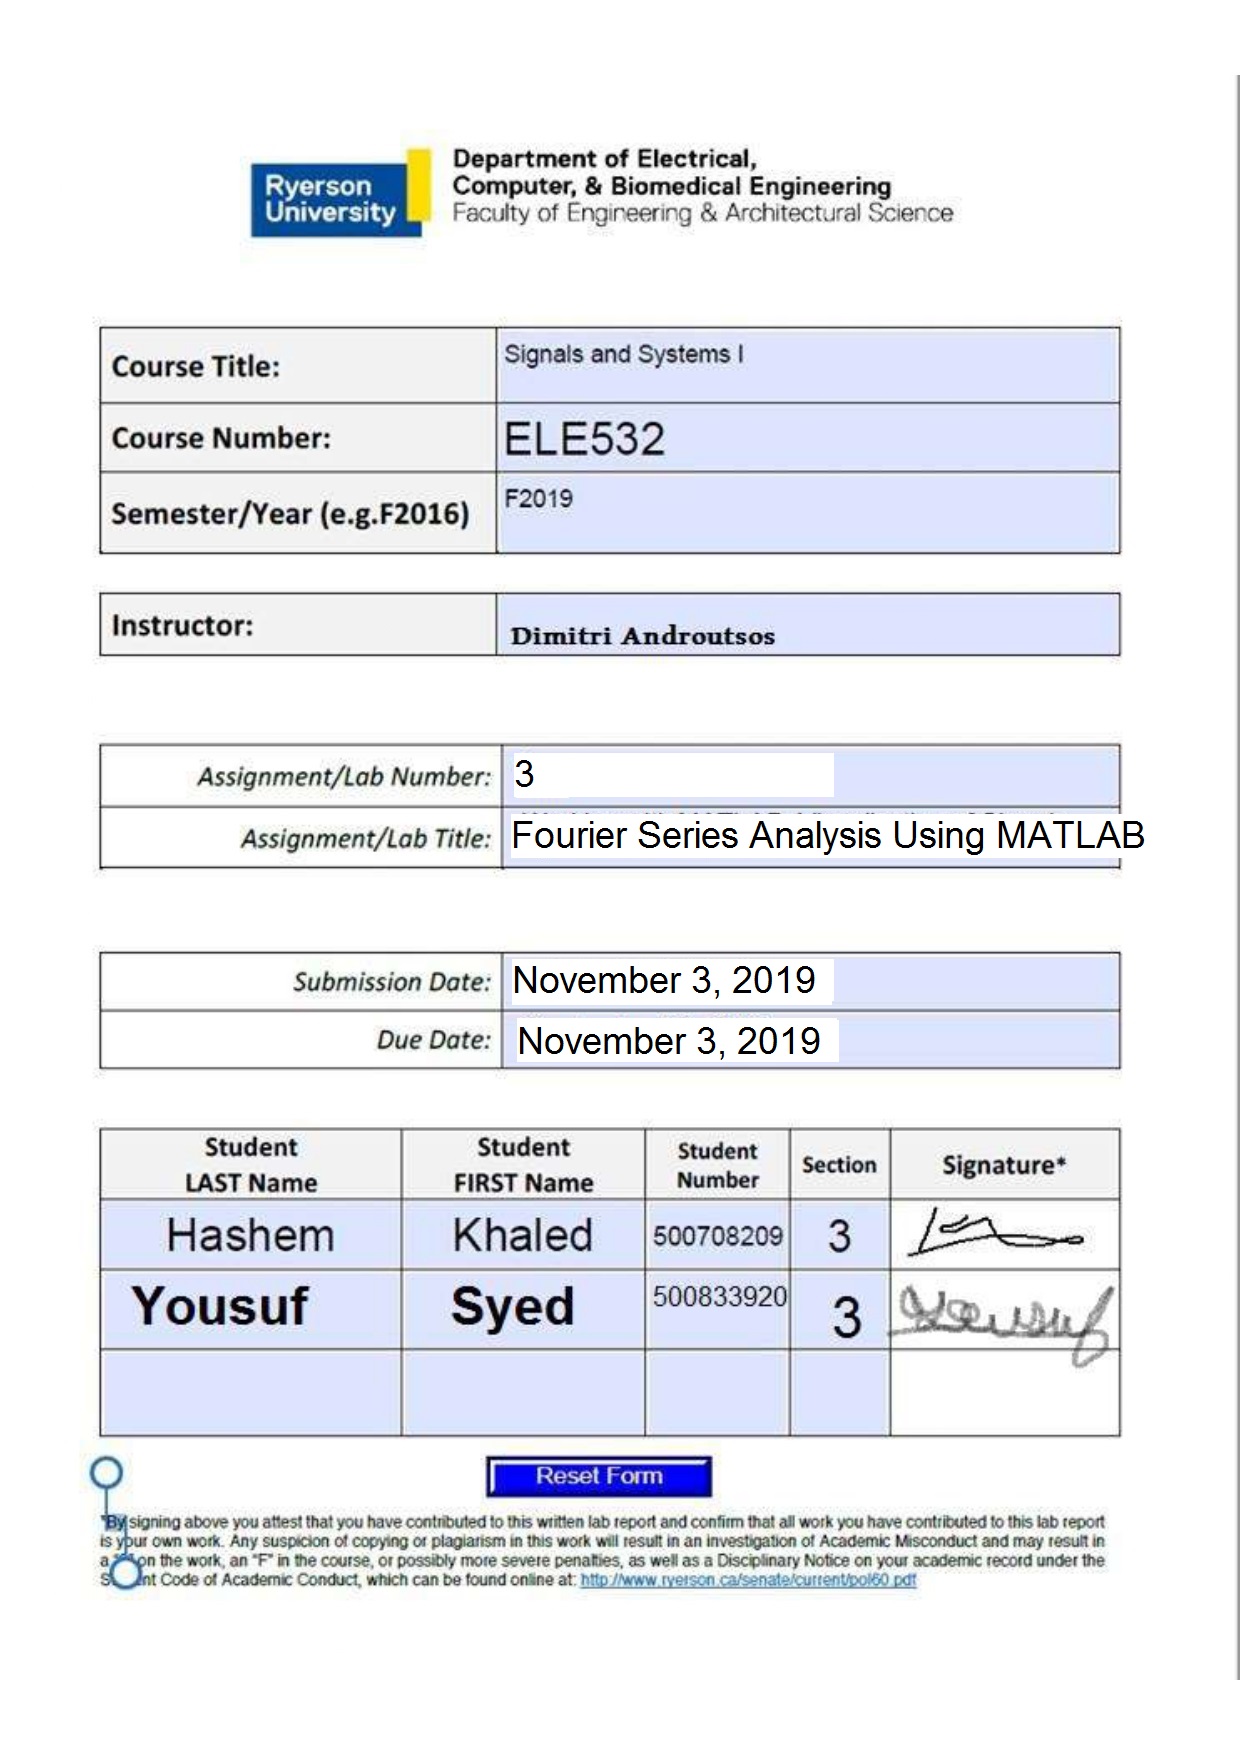 Ryerson
University
Department of Electrical,
Computer, & Biomedical Engineering
Faculty of Engineering & Architectural Science
Course Title: Signals and Systems I
Course Number: ELE532
Semester/Year (e.g.F2016) F2019
Instructor: Dimitri Androutsos
Assignment/Lab Number: 3
Assignment/Lab Title: Fourier Series Analysis Using MATLAB
Submission Date: November 3, 2019
Due Date: November 3, 2019
Student LAST Name Student FIRST Name Student Number Section Signature*
Hashem Khaled 500708209 3
Yousuf Syed 500833920 3 Yousuf
Reset Form
*By signing above you attest that you have contributed to this written lab report and confirm that all work you have contributed to this lab report
is your own work. Any suspicion of copying or plagiarism in this work will result in an investigation of Academic Misconduct and may result in
a on the work, an "F" in the course, or possibly more severe penalties, as well as a Disciplinary Notice on your academic record under the
Student Code of Academic Conduct, which can be found online at: http://www.ryerson.ca/senate/current/pol60.pdf